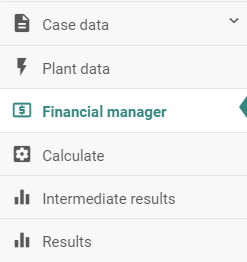 Case data
Plant data
Financial manager
Calculate
Intermediate results
Results